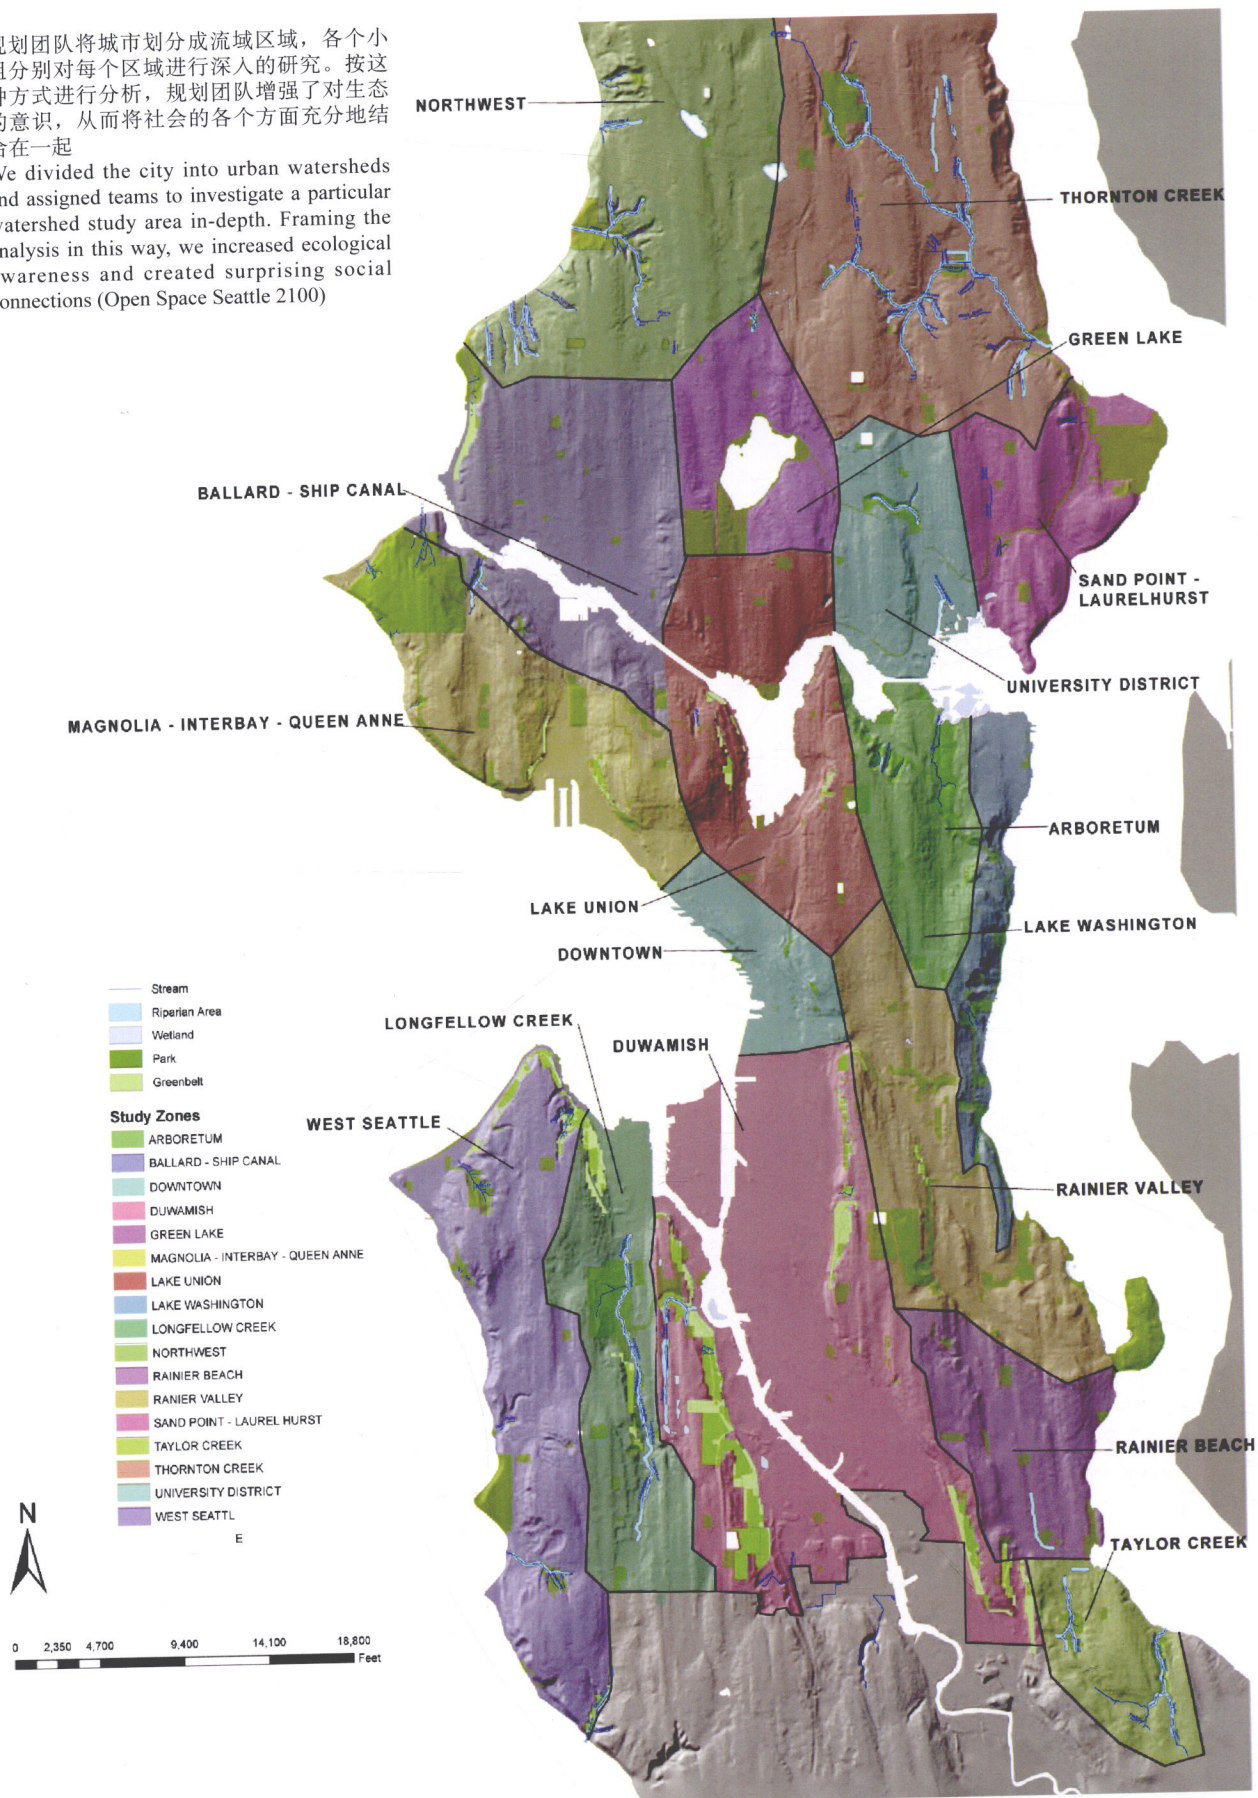 规划团队将城市划分成流域区域，各个小
组分别对每个区域进行深入的研究。按这
种方式进行分析，规划团队增强了对生态
的意识，从而将社会的各个方面充分地结
合在一起
We divided the city into urban watersheds
and assigned teams to investigate a particular
watershed study area in-depth. Framing the
analysis in this way, we increased ecological
awareness and created surprising social
connections (Open Space Seattle 2100)
NORTHWEST
THORNTON CREEK
GREEN LAKE
BALLARD - SHIP CANAL
SAND POINT -
LAURELHURST
UNIVERSITY DISTRICT
MAGNOLIA - INTERBAY - QUEEN ANNE
ARBORETUM
LAKE UNION
LAKE WASHINGTON
DOWNTOWN
LONGFELLOW CREEK
DUWAMISH
WEST SEATTLE
RAINIER VALLEY
RAINIER BEACH
TAYLOR CREEK
Stream
Riparian Area
Wetland
Park
Greenbelt
Study Zones
ARBORETUM
BALLARD - SHIP CANAL
DOWNTOWN
DUWAMISH
GREEN LAKE
MAGNOLIA - INTERBAY - QUEEN ANNE
LAKE UNION
LAKE WASHINGTON
LONGFELLOW CREEK
NORTHWEST
RAINIER BEACH
RANIER VALLEY
SAND POINT - LAUREL HURST
TAYLOR CREEK
THORNTON CREEK
UNIVERSITY DISTRICT
WEST SEATTL
E
N
0 2,350 4,700 9,400 14,100 18,800
Feet